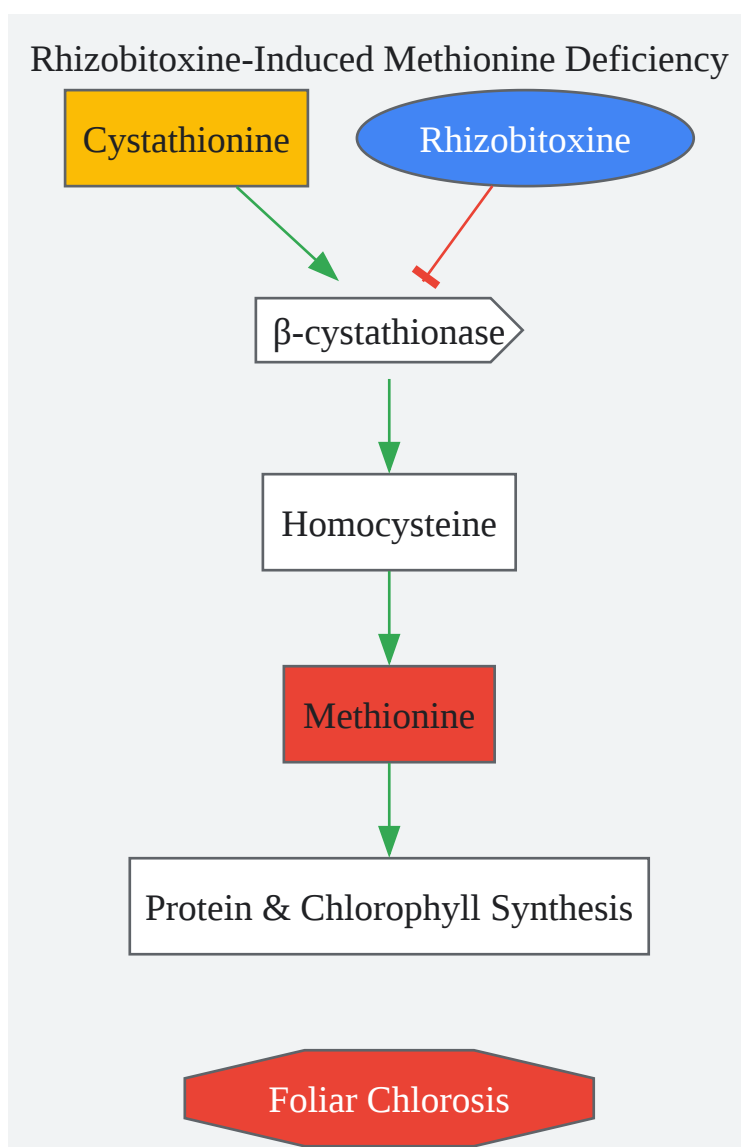 Rhizobitoxine-Induced Methionine Deficiency
Cystathionine
Rhizobitoxine
β-cystathionase
Homocysteine
Methionine
Protein & Chlorophyll Synthesis
Foliar Chlorosis